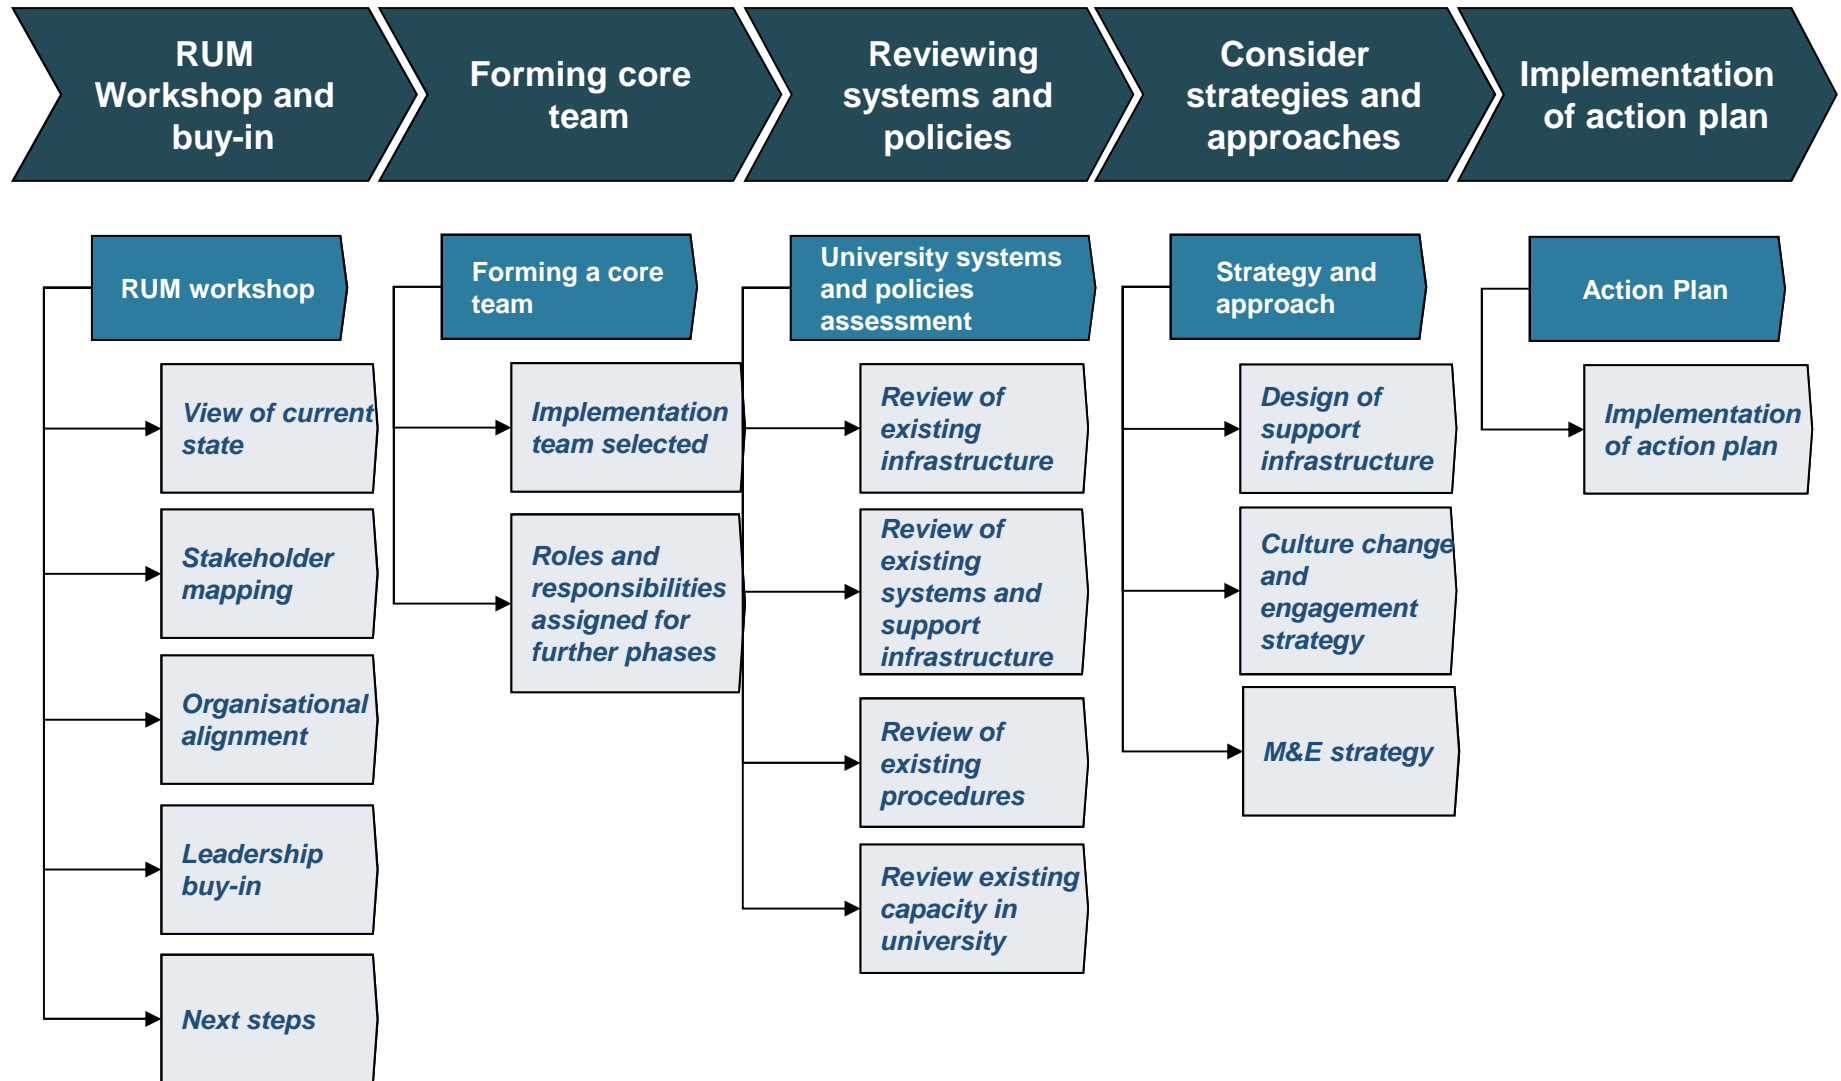 RUM
Workshop and
buy-in
Forming core
team
Reviewing
systems and
policies
Consider
strategies and
approaches
Implementation
of action plan
RUM workshop
View of current
state
Stakeholder
mapping
Organisational
alignment
Leadership
buy-in
Next steps
Forming a core
team
Implementation
team selected
Roles and
responsibilities
assigned for
further phases
University systems
and policies
assessment
Review of
existing
infrastructure
Review of
existing
systems and
support
infrastructure
Review of
existing
procedures
Review existing
capacity in
university
Strategy and
approach
Design of
support
infrastructure
Culture change
and
engagement
strategy
M&E strategy
Action Plan
Implementation
of action plan